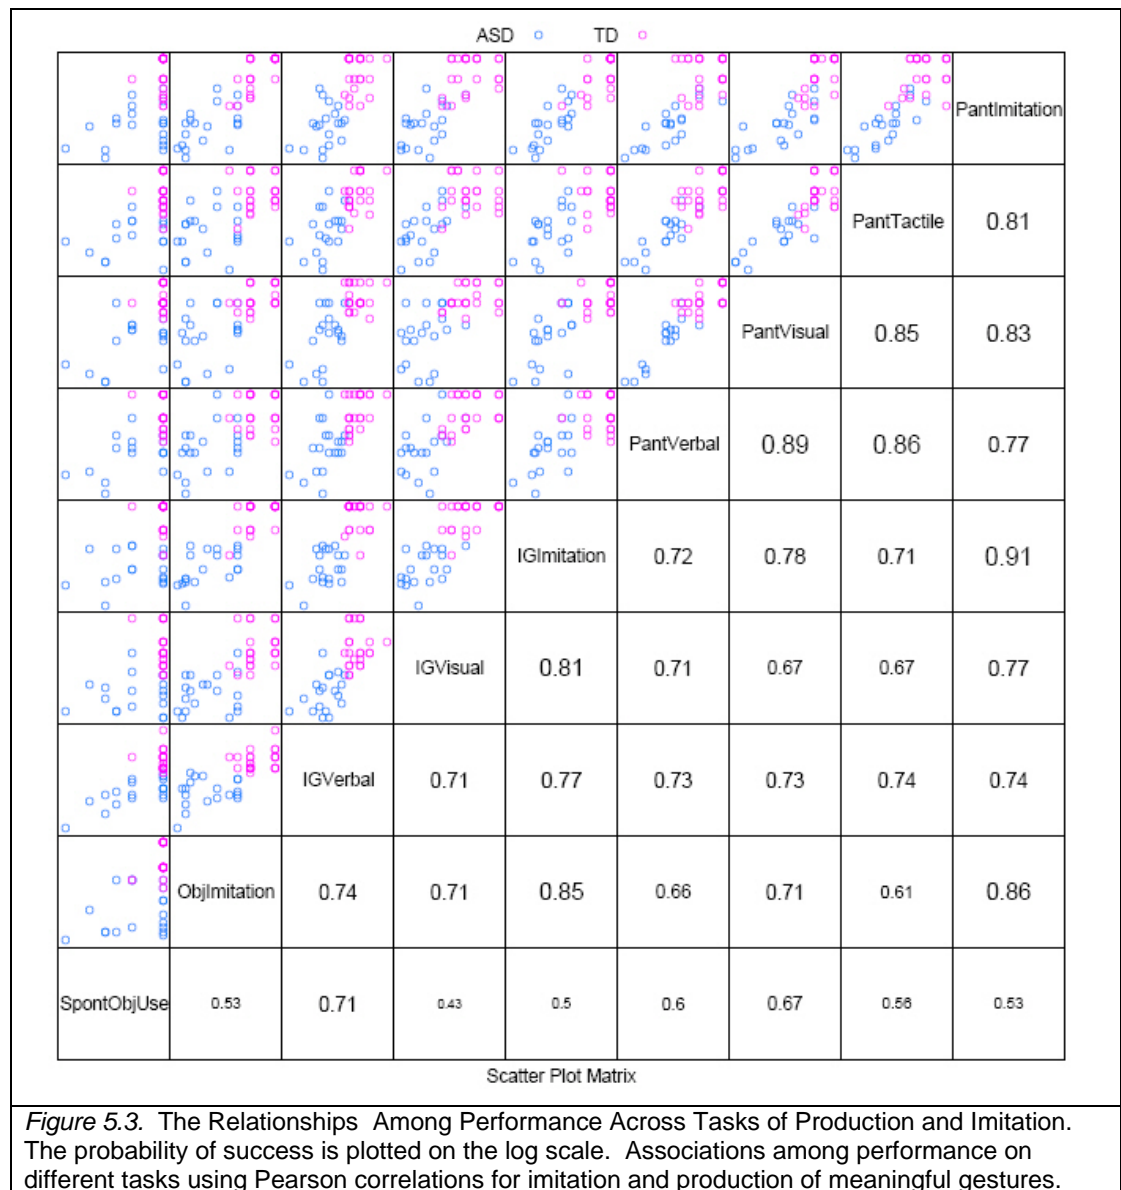 ASD TD
PantImitation
PantTactile 0.81
PantVisual 0.85 0.83
PantVerbal 0.89 0.86 0.77
IGImitation 0.72 0.78 0.71 0.91
IGVisual 0.81 0.71 0.67 0.67 0.77
IGVerbal 0.71 0.77 0.73 0.73 0.74 0.74
ObjImitation 0.74 0.71 0.85 0.66 0.71 0.61 0.86
SpontObjUse 0.53 0.71 0.43 0.5 0.6 0.67 0.56 0.53
Scatter Plot Matrix
Figure 5.3. The Relationships Among Performance Across Tasks of Production and Imitation.
The probability of success is plotted on the log scale. Associations among performance on
different tasks using Pearson correlations for imitation and production of meaningful gestures.